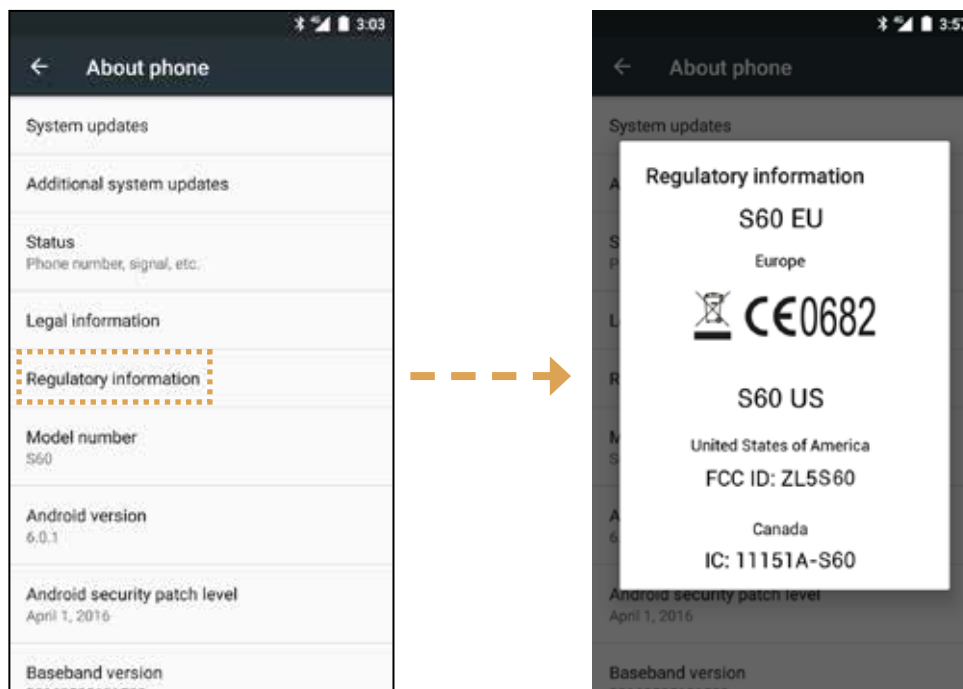 3:03
About phone
System updates
Additional system updates
Status
Phone number, signal, etc.
Legal information
Regulatory information
Model number
S60
Android version
6.0.1
Android security patch level
April 1, 2016
Baseband version
3:57
About phone
System updates
Regulatory information
S60 EU
Europe
CE0682
S60 US
United States of America
FCC ID: ZL5S60
Canada
IC: 11151A-S60
Android security patch level
April 1, 2016
Baseband version